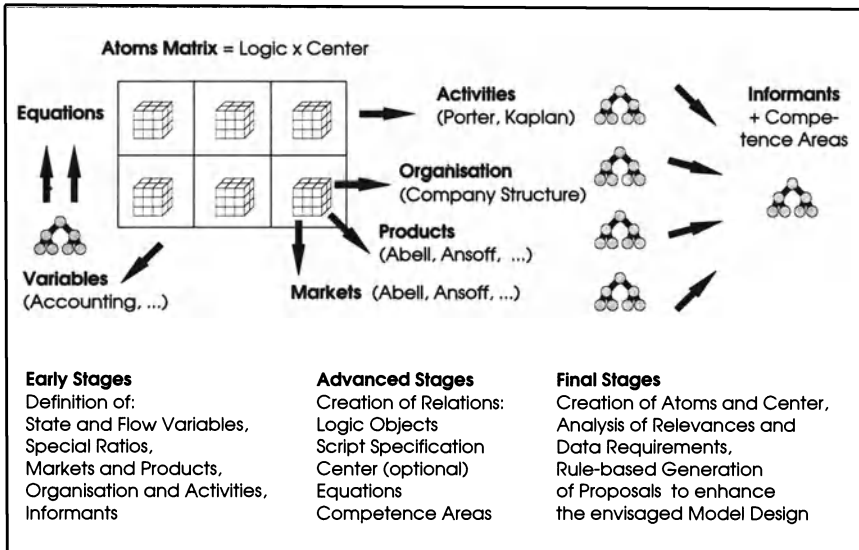 Atoms Matrix = Logic x Center
Equations
Activities
(Porter, Kaplan)
Organisation
(Company Structure)
Products
(Abell, Ansoff, ...)
Markets (Abell, Ansoff, ...)
Variables
(Accounting, ...)
Informants
+ Compe-
tence Areas
Early Stages
Definition of:
State and Flow Variables,
Special Ratios,
Markets and Products,
Organisation and Activities,
Informants
Advanced Stages
Creation of Relations:
Logic Objects
Script Specification
Center (optional)
Equations
Competence Areas
Final Stages
Creation of Atoms and Center,
Analysis of Relevances and
Data Requirements,
Rule-based Generation
of Proposals to enhance
the envisaged Model Design